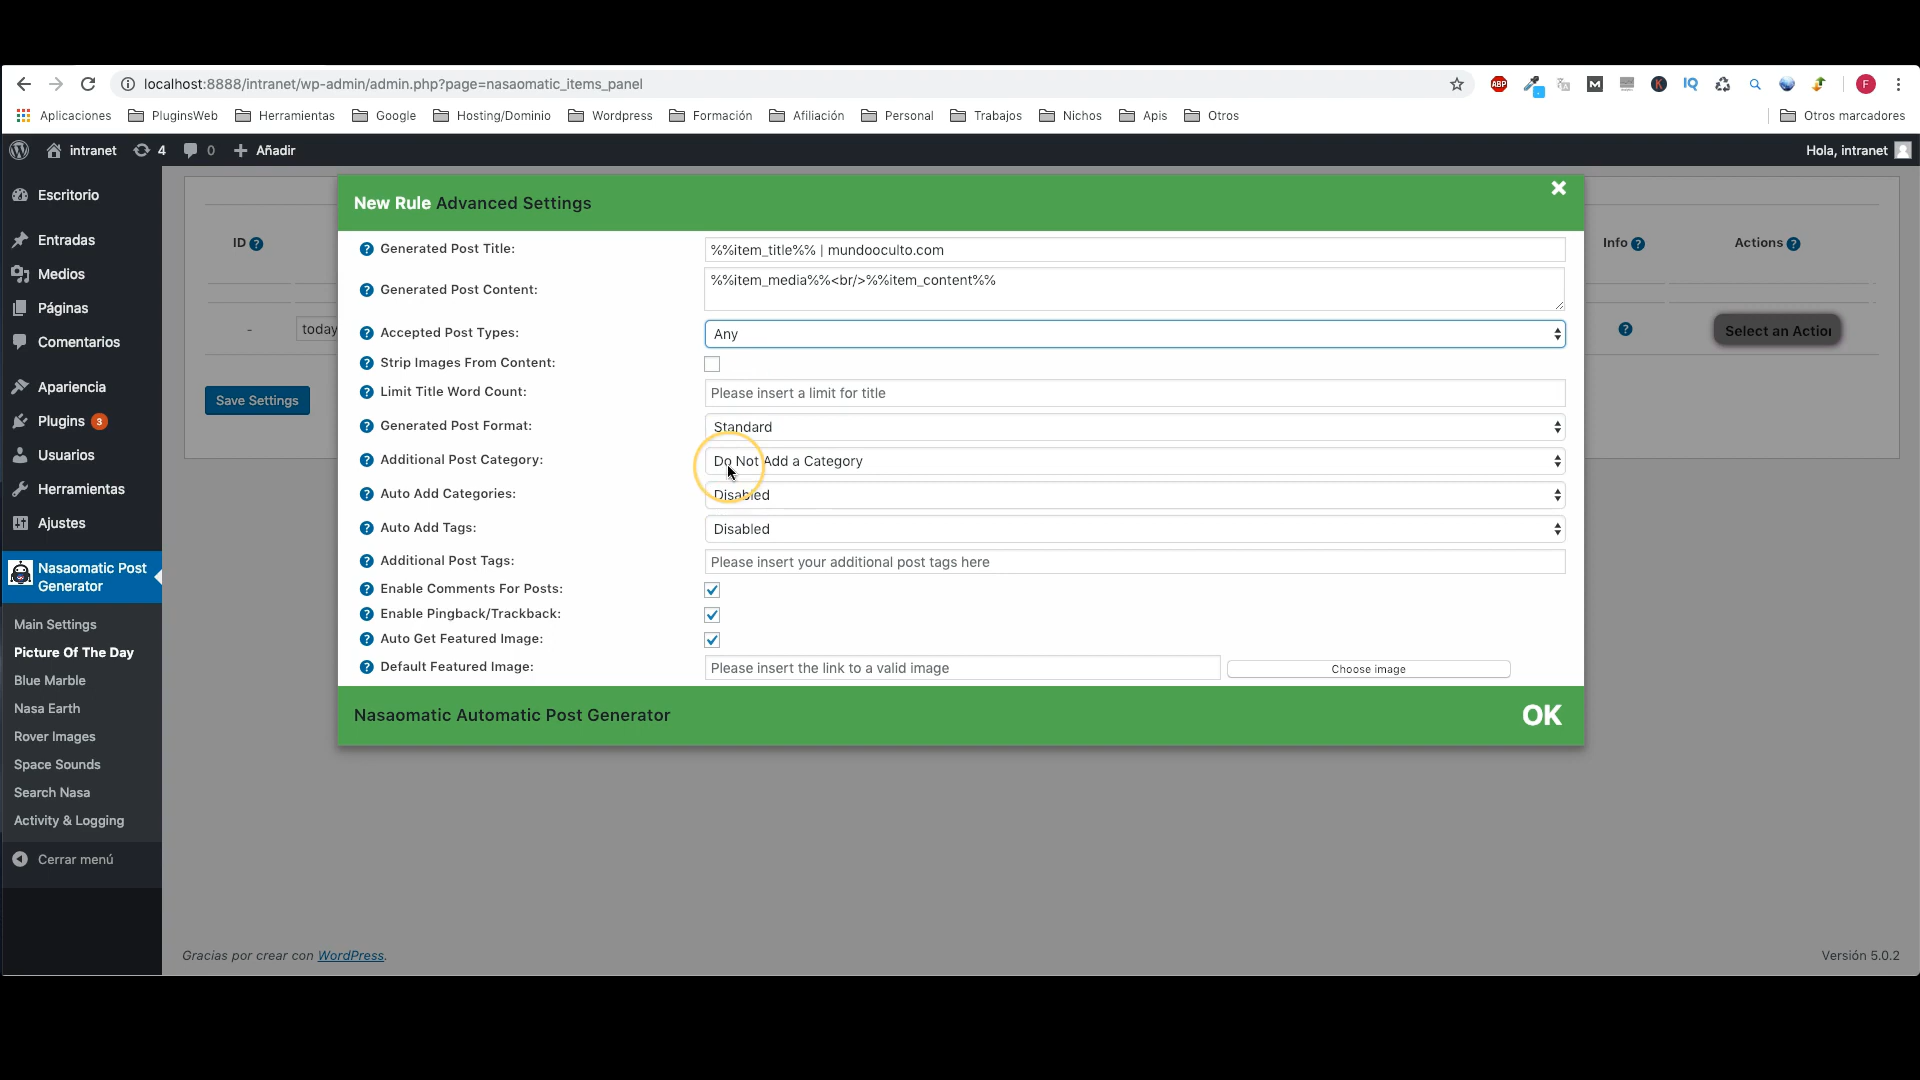 localhost:8888/intranet/wp-admin/admin.php?page=nasaomatic_items_panel
ABP
M
K
IQ
F
Aplicaciones PluginsWeb Herramientas Google Hosting/Dominio Wordpress Formación Afiliación Personal Trabajos Nichos Apis Otros Otros marcadores
intranet 4 0 Añadir Hola, intranet
Escritorio
Entradas
Medios
Páginas
Comentarios
Apariencia
Plugins 3
Usuarios
Herramientas
Ajustes
Nasaomatic Post
Generator
Main Settings
Picture Of The Day
Blue Marble
Nasa Earth
Rover Images
Space Sounds
Search Nasa
Activity & Logging
Cerrar menú
ID ?
Info ?
Actions ?
-
today
?
Select an Action
Save Settings
New Rule Advanced Settings
? Generated Post Title: %%item_title%% | mundooculto.com
? Generated Post Content: %%item_media%%<br/>%%item_content%%
? Accepted Post Types: Any
? Strip Images From Content:
? Limit Title Word Count: Please insert a limit for title
? Generated Post Format: Standard
? Additional Post Category: Do Not Add a Category
? Auto Add Categories: Disabled
? Auto Add Tags: Disabled
? Additional Post Tags: Please insert your additional post tags here
? Enable Comments For Posts:
? Enable Pingback/Trackback:
? Auto Get Featured Image:
? Default Featured Image: Please insert the link to a valid image Choose image
Nasaomatic Automatic Post Generator OK
Gracias por crear con WordPress.
Versión 5.0.2